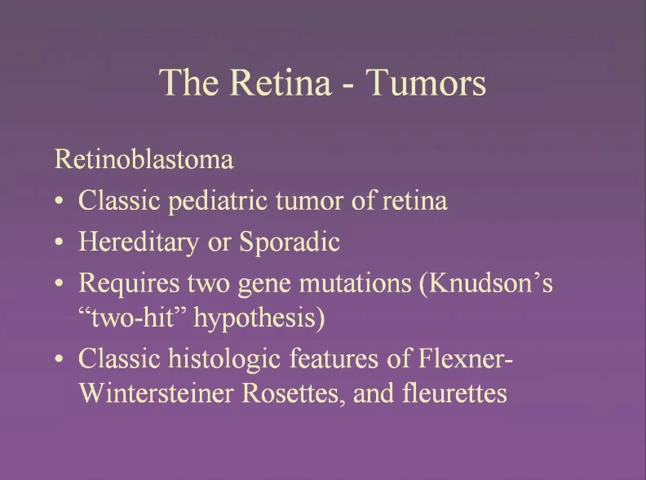 The Retina - Tumors
Retinoblastoma
• Classic pediatric tumor of retina
• Hereditary or Sporadic
• Requires two gene mutations (Knudson's
“two-hit” hypothesis)
• Classic histologic features of Flexner-
Wintersteiner Rosettes, and fleurettes